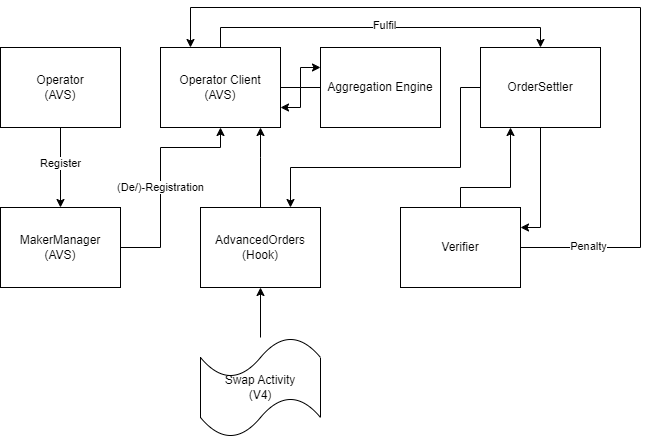 Fulfil
Operator
(AVS)
Operator Client
(AVS)
Aggregation Engine
OrderSettler
Register
(De/)-Registration
MakerManager
(AVS)
AdvancedOrders
(Hook)
Verifier
Penalty
Swap Activity
(V4)